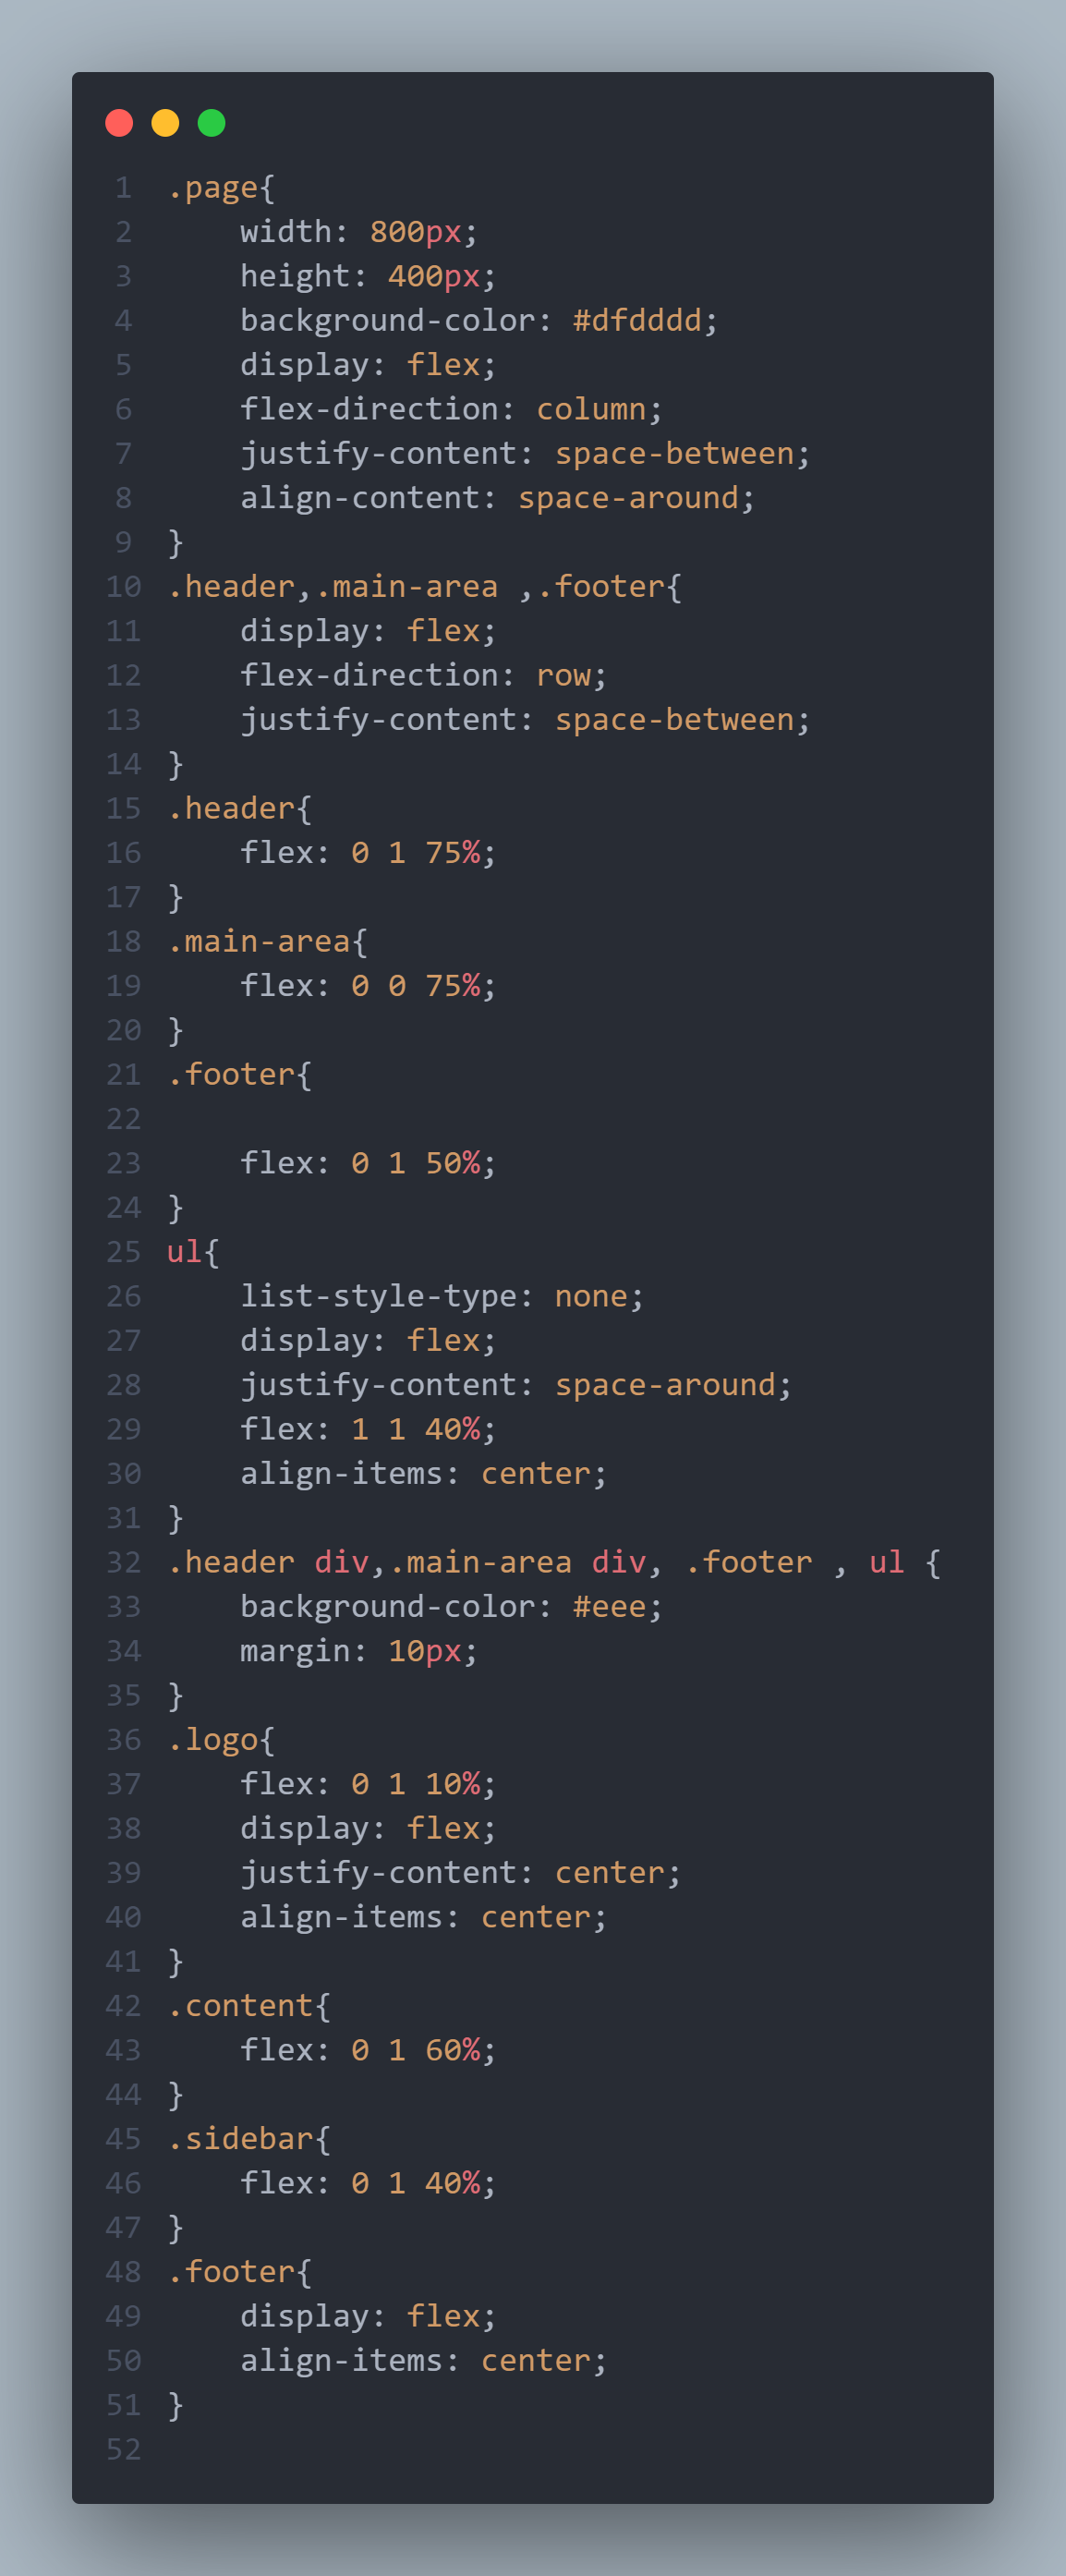 1 .page{
2     width: 800px;
3     height: 400px;
4     background-color: #dfdddd;
5     display: flex;
6     flex-direction: column;
7     justify-content: space-between;
8     align-content: space-around;
9 }
10 .header,.main-area ,.footer{
11     display: flex;
12     flex-direction: row;
13     justify-content: space-between;
14 }
15 .header{
16     flex: 0 1 75%;
17 }
18 .main-area{
19     flex: 0 0 75%;
20 }
21 .footer{
22
23     flex: 0 1 50%;
24 }
25 ul{
26     list-style-type: none;
27     display: flex;
28     justify-content: space-around;
29     flex: 1 1 40%;
30     align-items: center;
31 }
32 .header div,.main-area div, .footer , ul {
33     background-color: #eee;
34     margin: 10px;
35 }
36 .logo{
37     flex: 0 1 10%;
38     display: flex;
39     justify-content: center;
40     align-items: center;
41 }
42 .content{
43     flex: 0 1 60%;
44 }
45 .sidebar{
46     flex: 0 1 40%;
47 }
48 .footer{
49     display: flex;
50     align-items: center;
51 }
52